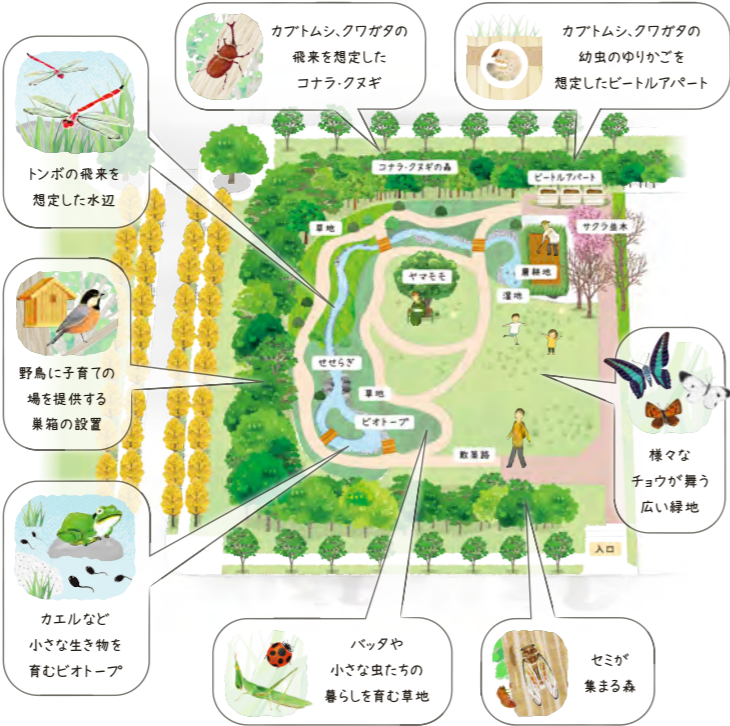 カブトムシ、クワガタの
飛来を想定した
コナラ・クヌギ
カブトムシ、クワガタの
幼虫のゆりかごを
想定したビートルアパート
トンボの飛来を
想定した水辺
コナラ・クヌギの森
ビートルアパート
草地
サクラ並木
農耕地
ヤマモモ
湿地
野鳥に子育ての
場を提供する
巣箱の設置
せせらぎ
草地
ビオトープ
散策路
様々な
チョウが舞う
広い緑地
入口
カエルなど
小さな生き物を
育むビオトープ
バッタや
小さな虫たちの
暮らしを育む草地
セミが
集まる森